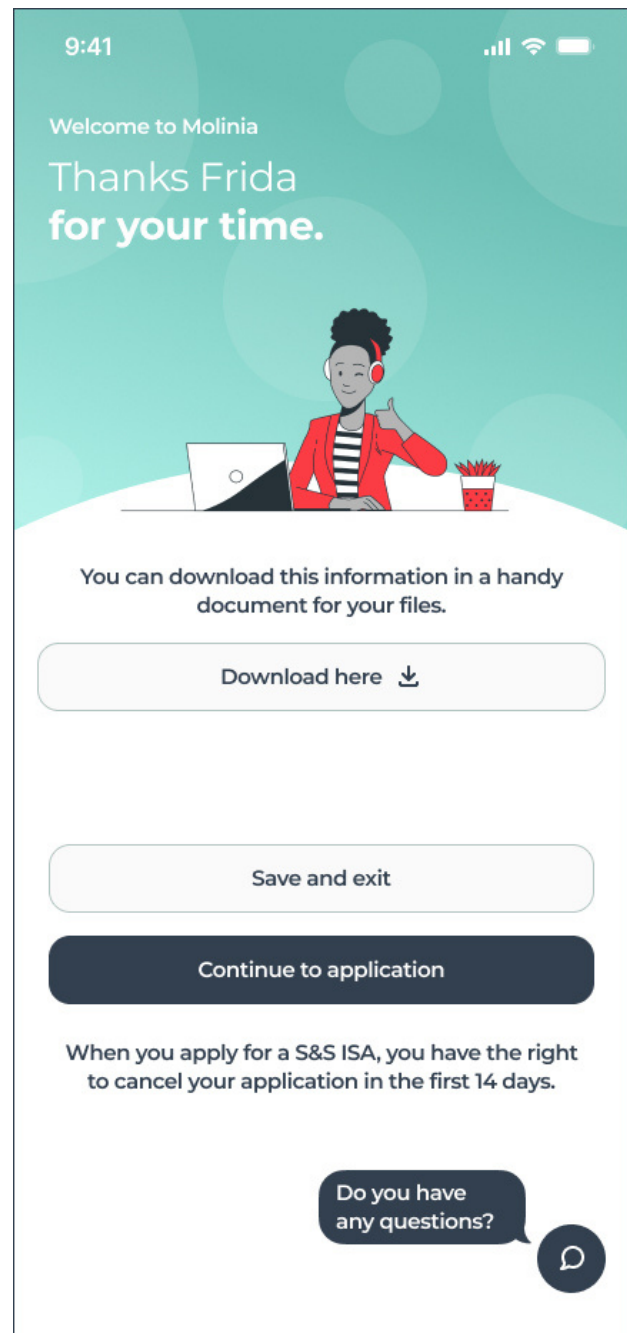 9:41
Welcome to Molinia
Thanks Frida
for your time.
You can download this information in a handy
document for your files.
Download here
Save and exit
Continue to application
When you apply for a S&S ISA, you have the right
to cancel your application in the first 14 days.
Do you have
any questions?